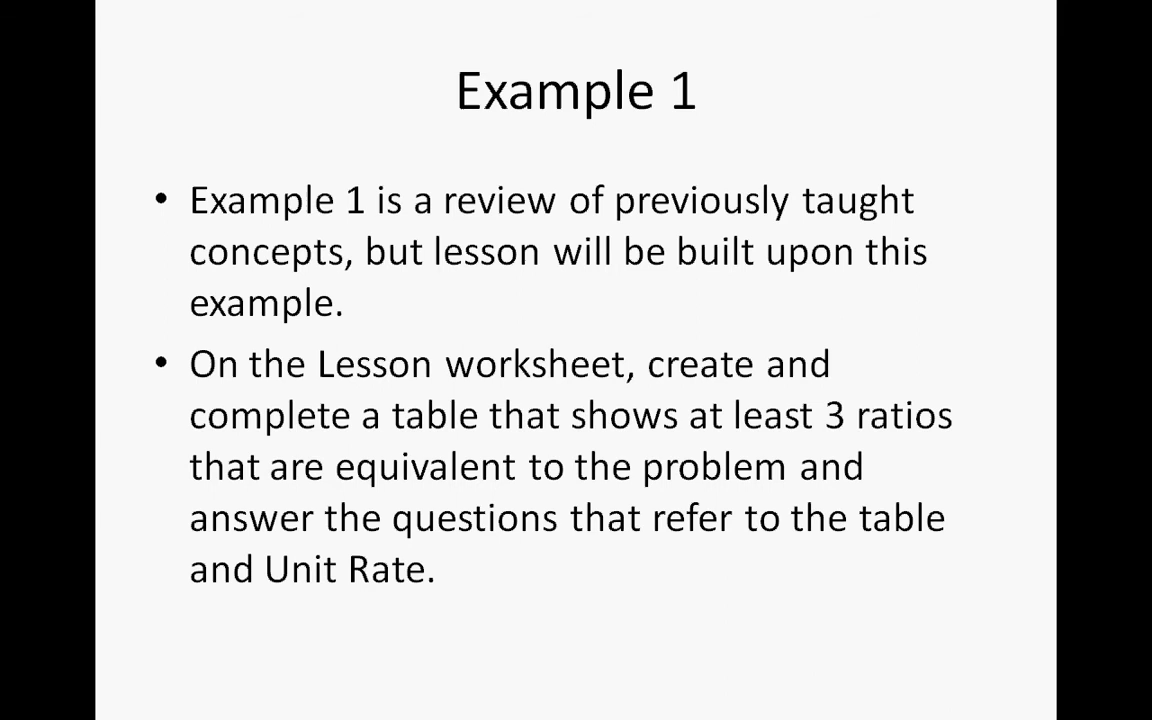 Example 1
• Example 1 is a review of previously taught
concepts, but lesson will be built upon this
example.
• On the Lesson worksheet, create and
complete a table that shows at least 3 ratios
that are equivalent to the problem and
answer the questions that refer to the table
and Unit Rate.